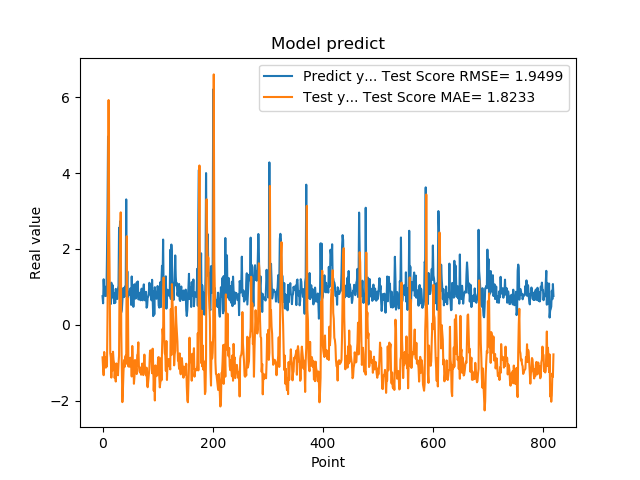 Model predict
Predict y... Test Score RMSE= 1.9499
Test y... Test Score MAE= 1.8233
Real value
6
4
2
0
−2
0 200 400 600 800
Point